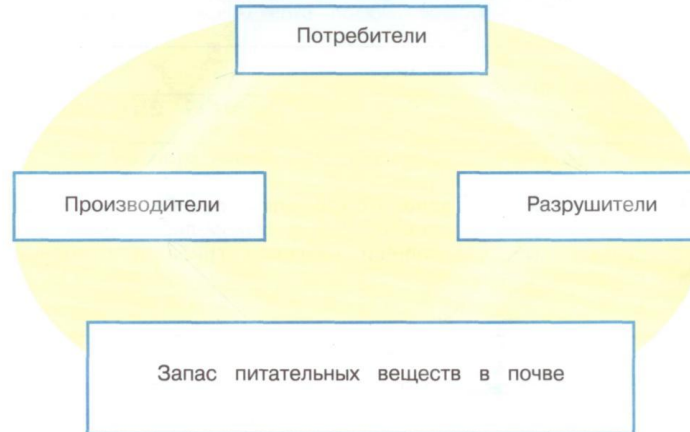 Потребители
Производители
Разрушители
Запас питательных веществ в почве